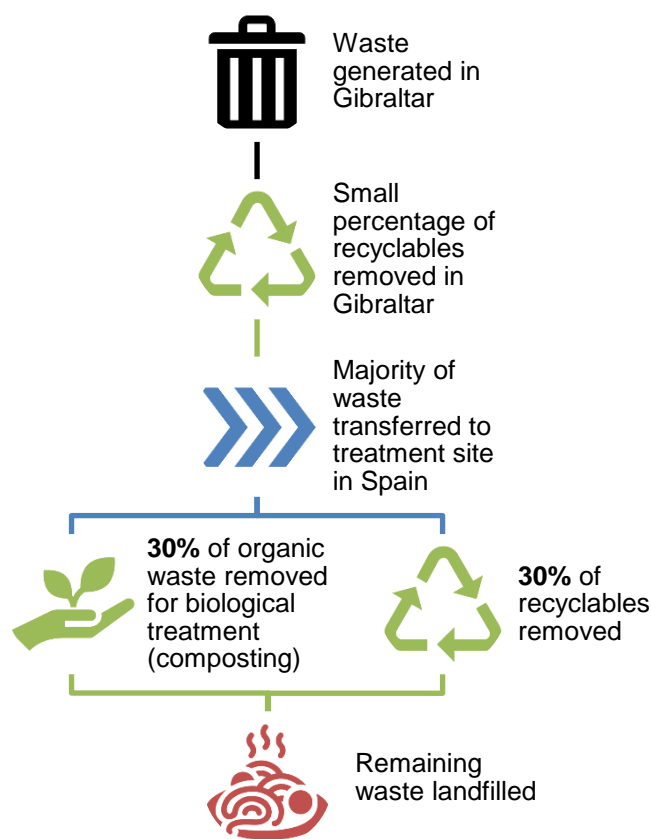 Waste
generated in
Gibraltar
Small
percentage of
recyclables
removed in
Gibraltar
Majority of
waste
transferred to
treatment site
in Spain
30% of organic
waste removed
for biological
treatment
(composting)
30% of
recyclables
removed
Remaining
waste landfilled